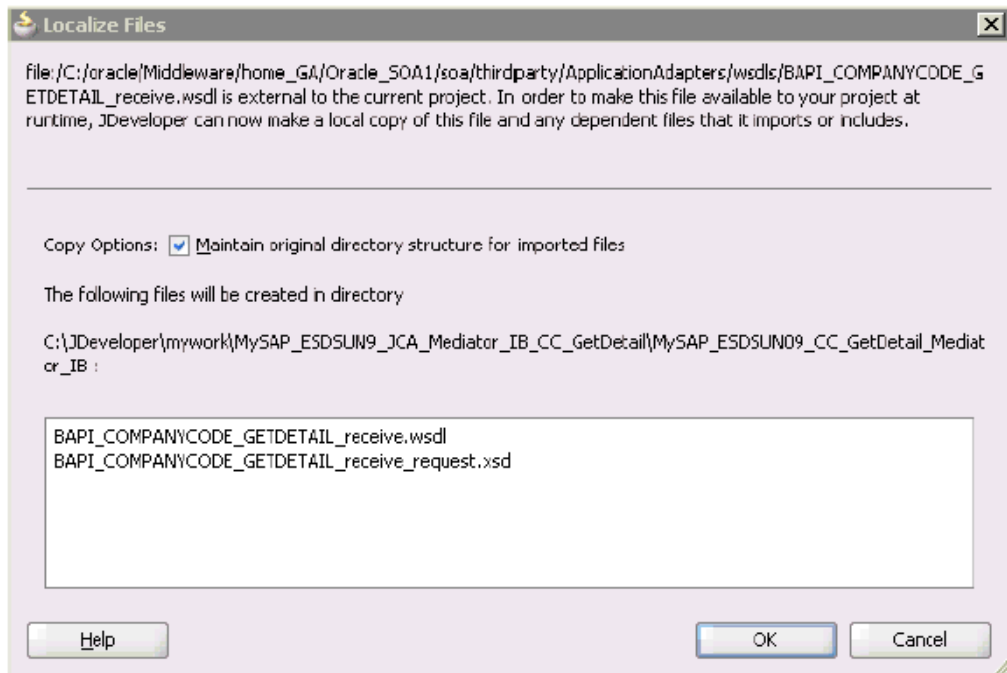 Localize Files
file:/C:/oracle/Middleware/home_GA/Oracle_SOA1/soa/thirdparty/ApplicationAdapters/wsdls/BAPI_COMPANYCODE_G
ETDETAIL_receive.wsdl is external to the current project. In order to make this file available to your project at
runtime, JDeveloper can now make a local copy of this file and any dependent files that it imports or includes.
Copy Options: Maintain original directory structure for imported files
The following files will be created in directory
C:\JDeveloper\mywork\MySAP_ESDSUN9_JCA_Mediator_IB_CC_GetDetail\MySAP_ESDSUN09_CC_GetDetail_Mediat
or_IB :
BAPI_COMPANYCODE_GETDETAIL_receive.wsdl
BAPI_COMPANYCODE_GETDETAIL_receive_request.xsd
Help OK Cancel